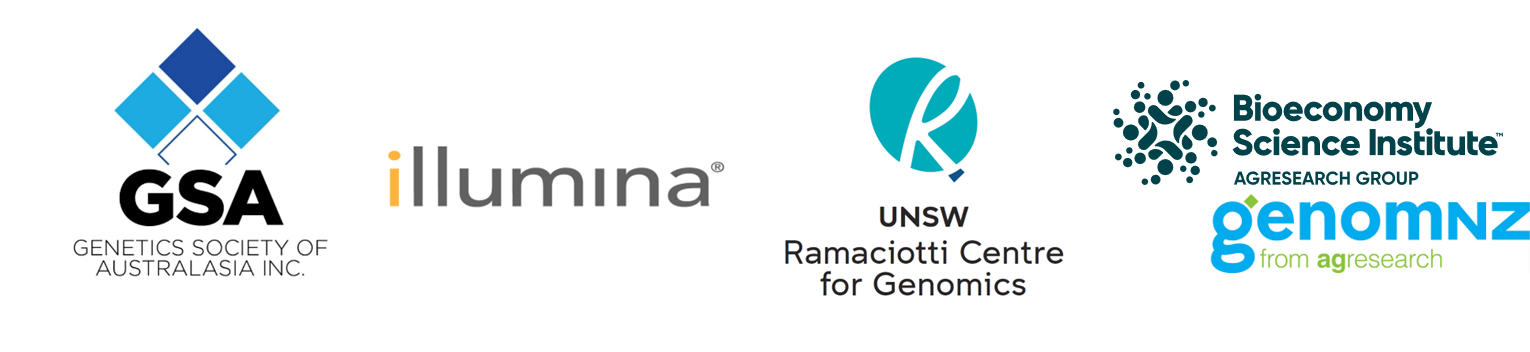 GSA
GENETICS SOCIETY OF
AUSTRALASIA INC.
illumina®
R
UNSW
Ramaciotti Centre
for Genomics
Bioeconomy
Science Institute™
AGRESEARCH GROUP
genomNZ
from agresearch